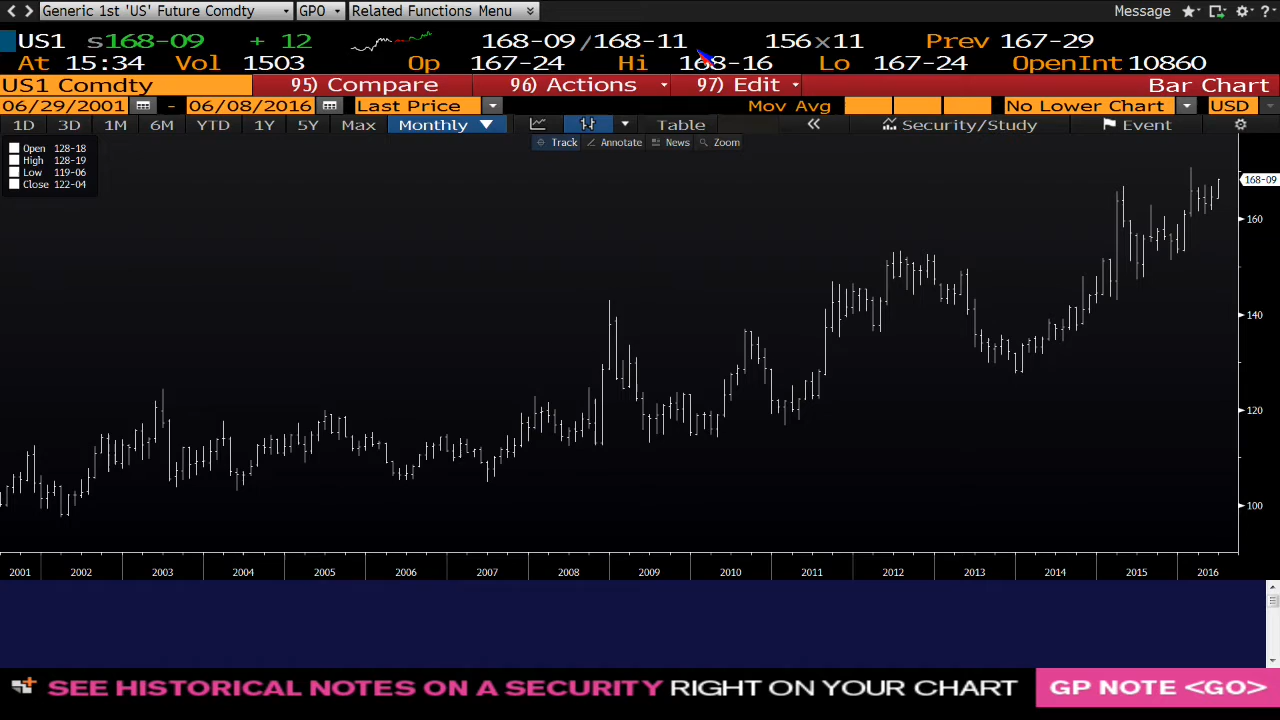 Generic 1st 'US' Future Comdty GPO Related Functions Menu Message ?
US1 s168-09 + 12 168-09/168-11 156x11 Prev 167-29
At 15:34 Vol 1503 Op 167-24 Hi 168-16 Lo 167-24 OpenInt 10860
US1 Comdty 95) Compare 96) Actions 97) Edit Bar Chart
06/29/2001 - 06/08/2016 Last Price Mov Avg No Lower Chart USD
1D 3D 1M 6M YTD 1Y 5Y Max Monthly Table « Security/Study Event
Track Annotate News Zoom
Open 128-18
High 128-19
Low 119-06
Close 122-04
168-09
160
140
120
100
2001 2002 2003 2004 2005 2006 2007 2008 2009 2010 2011 2012 2013 2014 2015 2016
SEE HISTORICAL NOTES ON A SECURITY RIGHT ON YOUR CHART GP NOTE <GO>